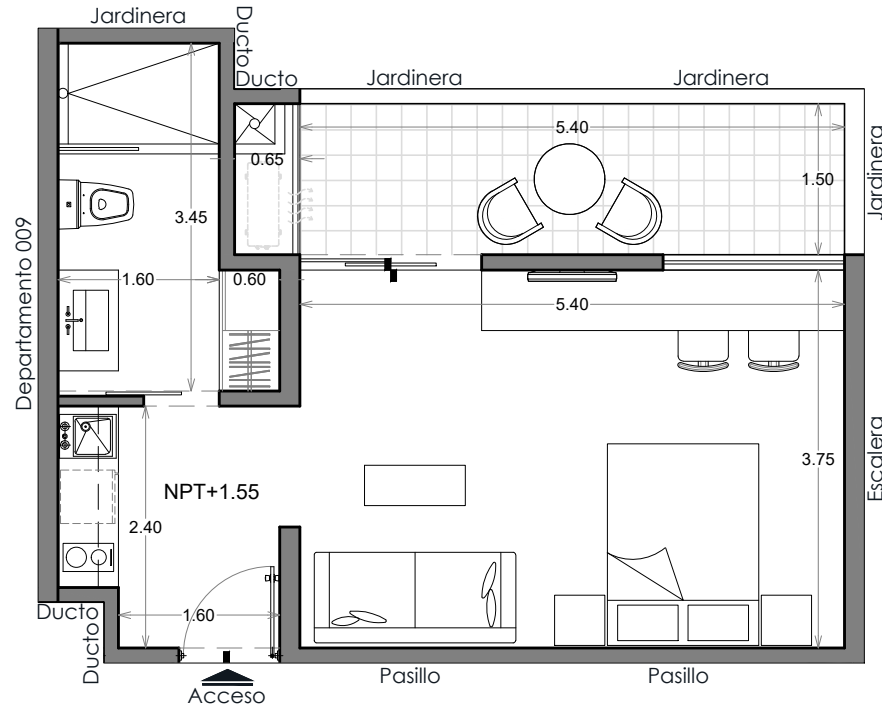 Jardinera
Ducto
Ducto
Jardinera
Jardinera
5.40
0.65
1.50
Jardinera
3.45
Departamento 009
1.60
0.60
5.40
3.75
Escalera
NPT+1.55
2.40
1.60
Ducto
Ducto
Acceso
Pasillo
Pasillo